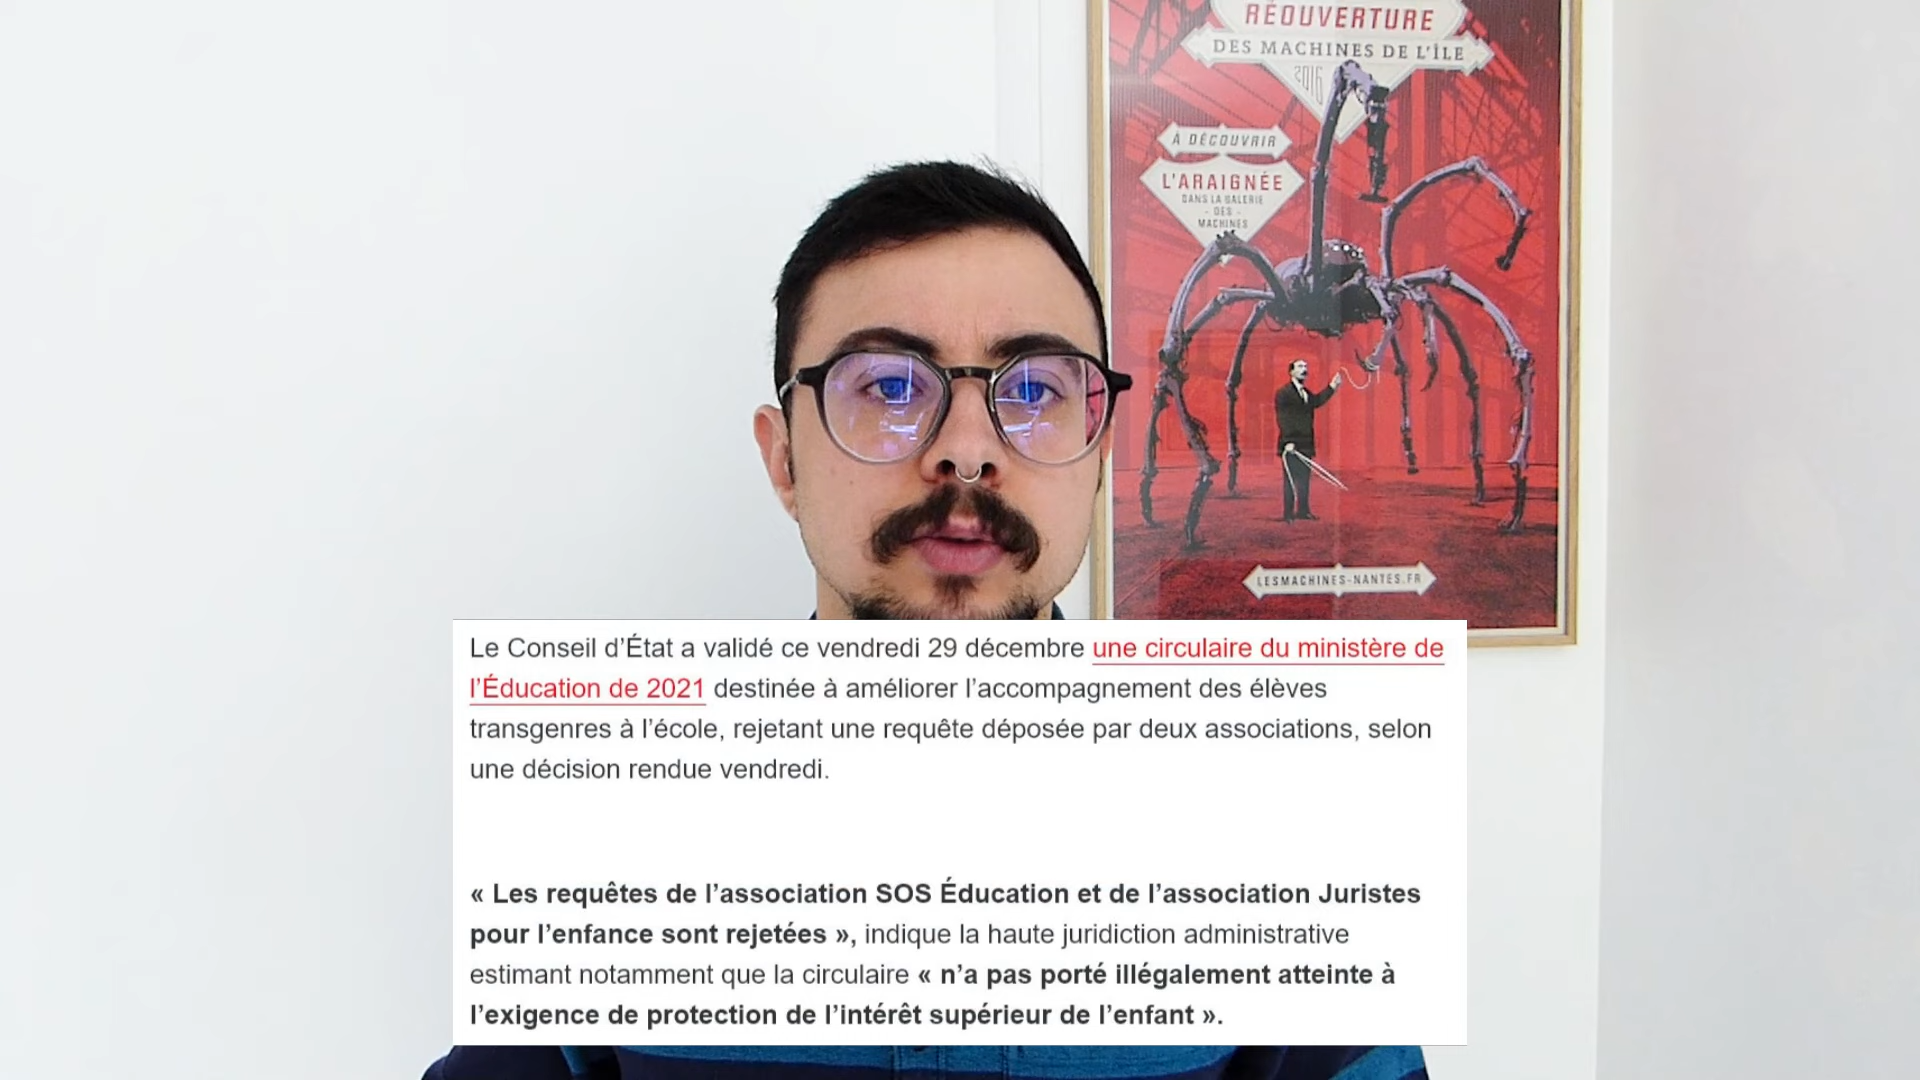 RÉOUVERTURE
DES MACHINES DE L'ÎLE
2016
À DÉCOUVRIR
L'ARAIGNÉE
DANS LA GALERIE
- DES -
MACHINES
LESMACHINES-NANTES.FR
Le Conseil d’État a validé ce vendredi 29 décembre une circulaire du ministère de
l’Éducation de 2021 destinée à améliorer l’accompagnement des élèves
transgenres à l’école, rejetant une requête déposée par deux associations, selon
une décision rendue vendredi.
« Les requêtes de l’association SOS Éducation et de l’association Juristes
pour l’enfance sont rejetées », indique la haute juridiction administrative
estimant notamment que la circulaire « n’a pas porté illégalement atteinte à
l’exigence de protection de l’intérêt supérieur de l’enfant ».